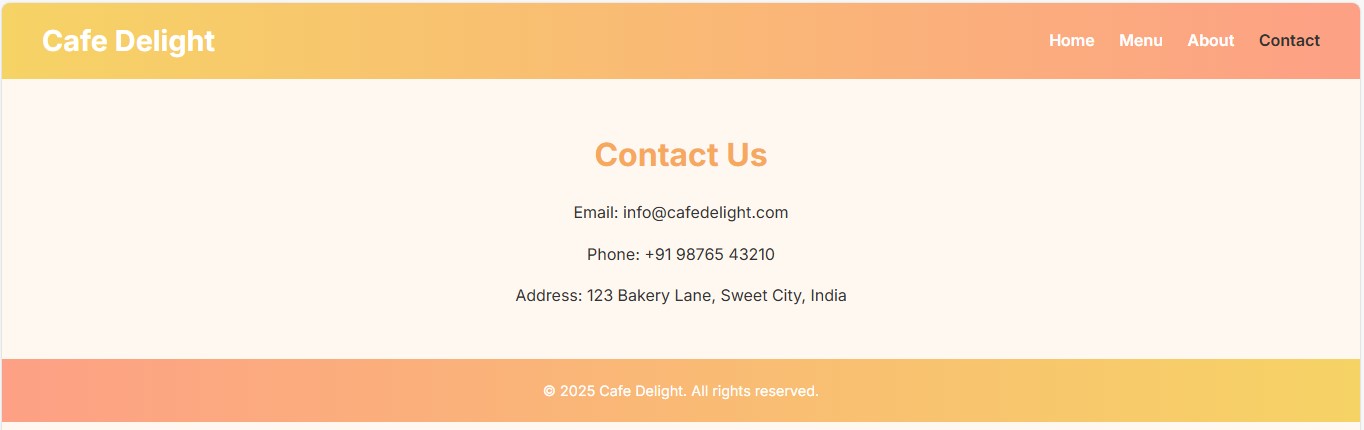 Cafe Delight
Home Menu About Contact
Contact Us
Email: info@cafedelight.com
Phone: +91 98765 43210
Address: 123 Bakery Lane, Sweet City, India
© 2025 Cafe Delight. All rights reserved.